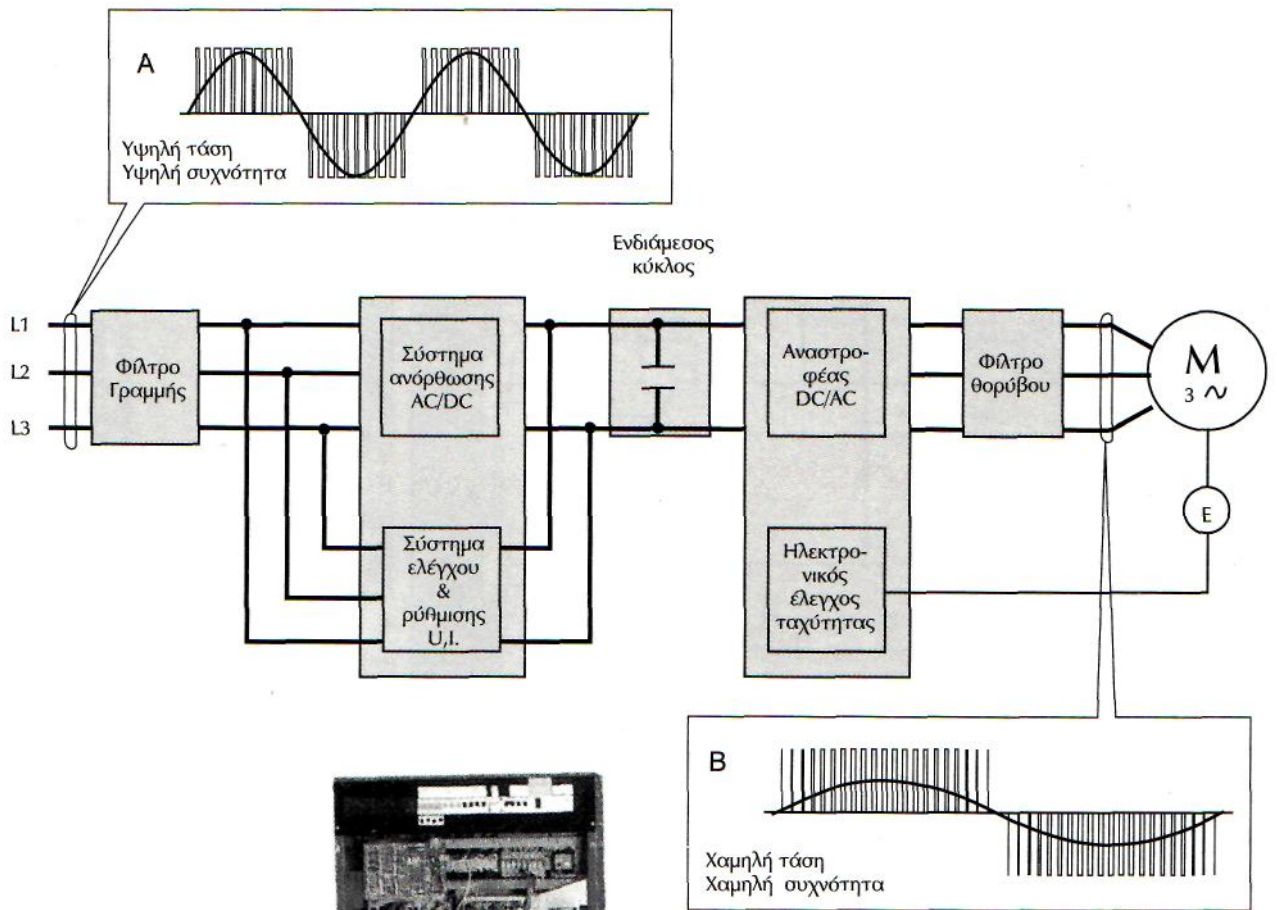 A
Υψηλή τάση
Υψηλή συχνότητα
Ενδιάμεσος
κύκλος
L1
L2
L3
Φίλτρο
Γραμμής
Σύστημα
ανόρθωσης
AC/DC
Αναστρο-
φέας
DC/AC
Φίλτρο
θορύβου
M
3 ∿
E
Σύστημα
ελέγχου
&
ρύθμισης
U,I.
Ηλεκτρο-
νικός
έλεγχος
ταχύτητας
B
Χαμηλή τάση
Χαμηλή συχνότητα